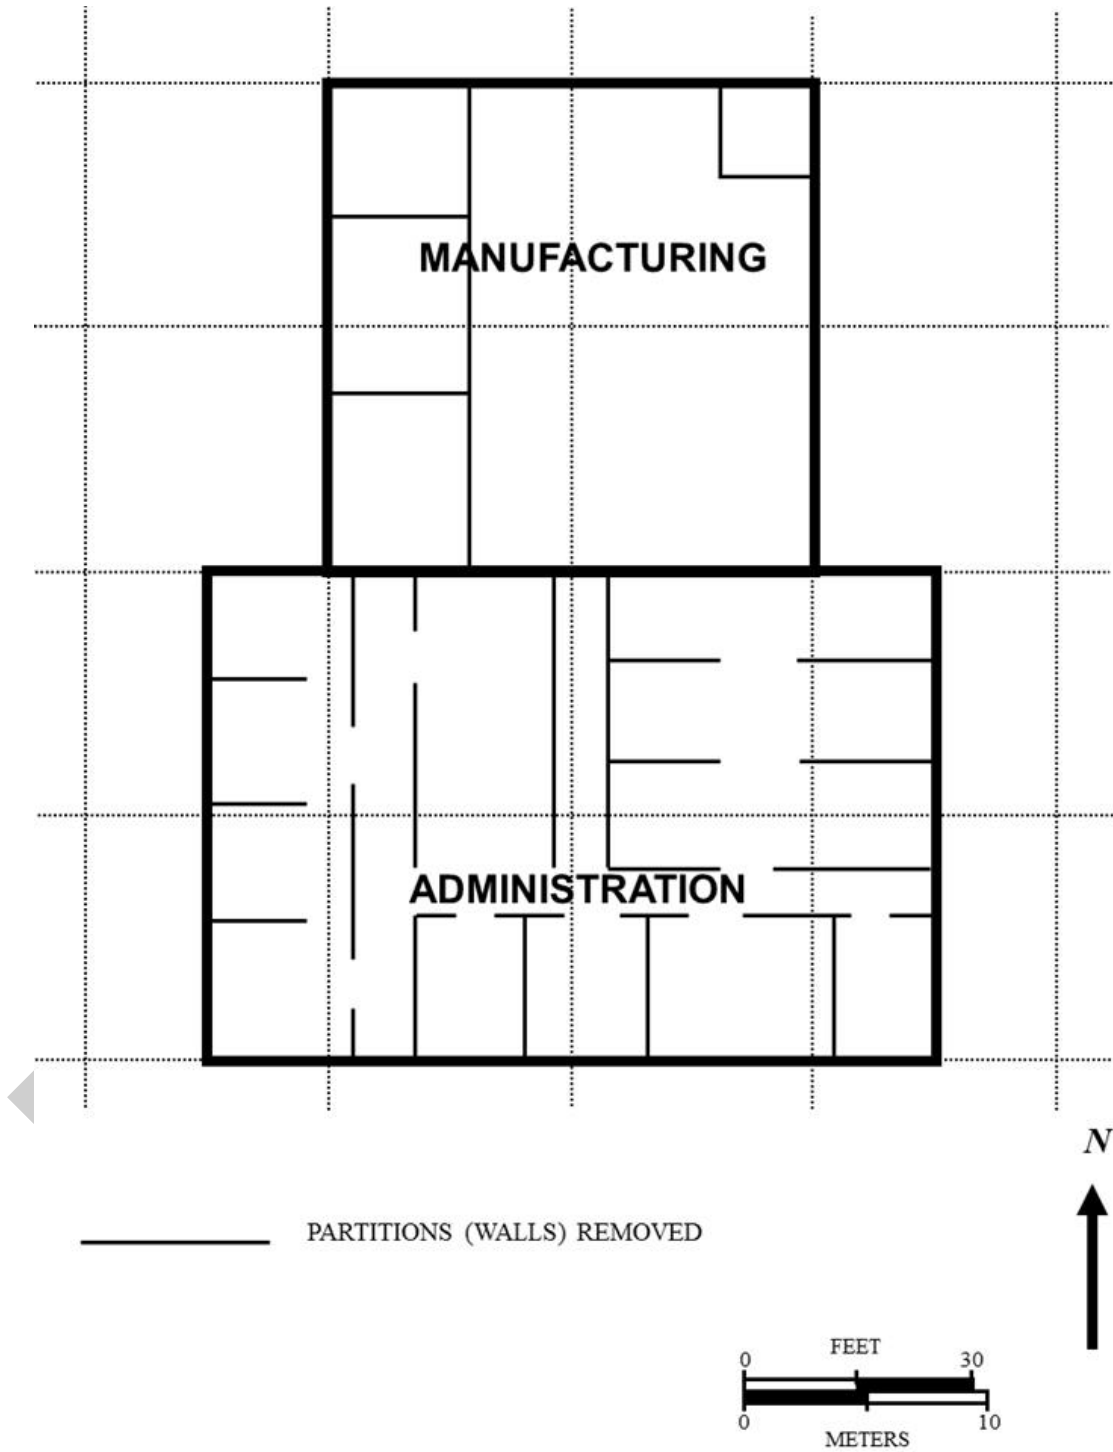 MANUFACTURING
ADMINISTRATION
N
PARTITIONS (WALLS) REMOVED
FEET
0 30
0 10
METERS